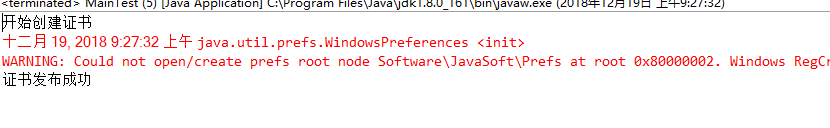 <terminated> MainTest (5) [Java Application] C:\Program Files\Java\jdk1.8.0_161\bin\javaw.exe (2018年12月19日 上午9:27:32)
开始创建证书
十二月 19, 2018 9:27:32 上午 java.util.prefs.WindowsPreferences <init>
WARNING: Could not open/create prefs root node Software\JavaSoft\Prefs at root 0x80000002. Windows RegCr
证书发布成功